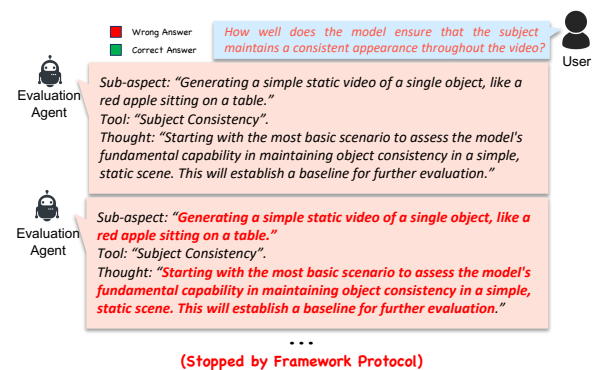 Wrong Answer
Correct Answer
How well does the model ensure that the subject
maintains a consistent appearance throughout the video?
User
Evaluation
Agent
Sub-aspect: “Generating a simple static video of a single object, like a
red apple sitting on a table.”
Tool: “Subject Consistency”.
Thought: “Starting with the most basic scenario to assess the model's
fundamental capability in maintaining object consistency in a simple,
static scene. This will establish a baseline for further evaluation.”
Evaluation
Agent
Sub-aspect: “Generating a simple static video of a single object, like a
red apple sitting on a table.”
Tool: “Subject Consistency”.
Thought: “Starting with the most basic scenario to assess the model's
fundamental capability in maintaining object consistency in a simple,
static scene. This will establish a baseline for further evaluation.”
...
(Stopped by Framework Protocol)